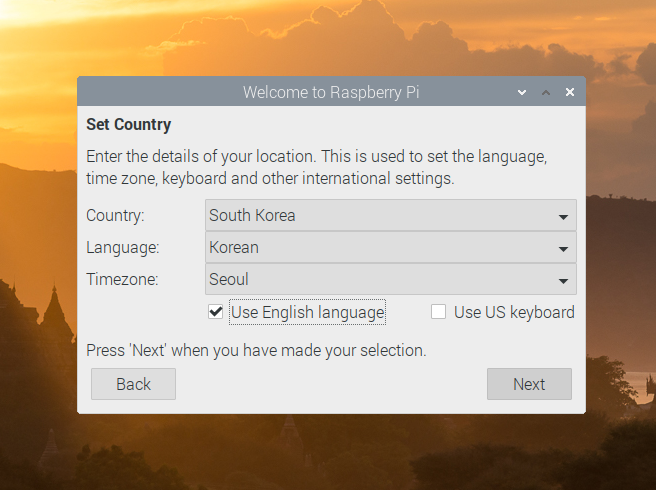 Welcome to Raspberry Pi
Set Country
Enter the details of your location. This is used to set the language,
time zone, keyboard and other international settings.
Country: South Korea
Language: Korean
Timezone: Seoul
Use English language Use US keyboard
Press 'Next' when you have made your selection.
Back Next